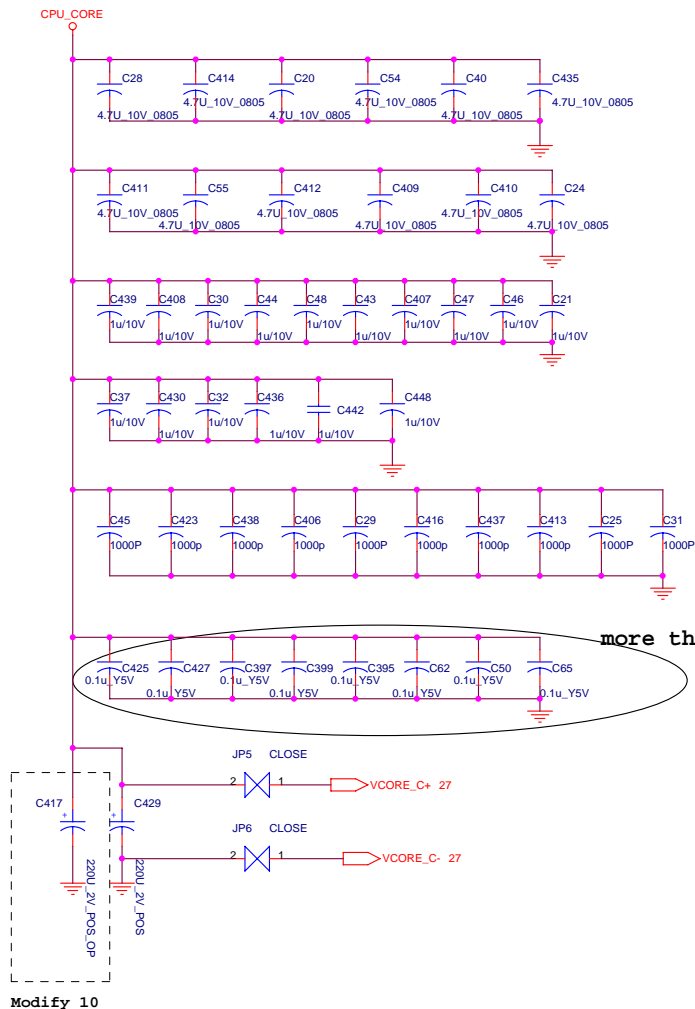 CPU_CORE
C28 C414 C20 C54 C40 C435
4.7U_10V_0805 4.7U_10V_0805 4.7U_10V_0805 4.7U_10V_0805 4.7U_10V_0805 4.7U_10V_0805
C411 C55 C412 C409 C410 C24
4.7U_10V_0805 4.7U_10V_0805 4.7U_10V_0805 4.7U_10V_0805 4.7U_10V_0805 4.7U_10V_0805
C439 C408 C30 C44 C48 C43 C407 C47 C46 C21
1u/10V 1u/10V 1u/10V 1u/10V 1u/10V 1u/10V 1u/10V 1u/10V 1u/10V 1u/10V
C37 C430 C32 C436 C442 C448
1u/10V 1u/10V 1u/10V 1u/10V 1u/10V 1u/10V
C45 C423 C438 C406 C29 C416 C437 C413 C25 C31
1000P 1000p 1000p 1000p 1000P 1000p 1000p 1000p 1000P 1000P
more th
C425 C427 C397 C399 C395 C62 C50 C65
0.1u_Y5V 0.1u_Y5V 0.1u_Y5V 0.1u_Y5V 0.1u_Y5V 0.1u_Y5V 0.1u_Y5V 0.1u_Y5V
JP5 CLOSE
2 1 VCORE_C+ 27
C417 C429
+ +
JP6 CLOSE
2 1 VCORE_C- 27
220U_2V_POS_OP
220U_2V_POS
Modify 10